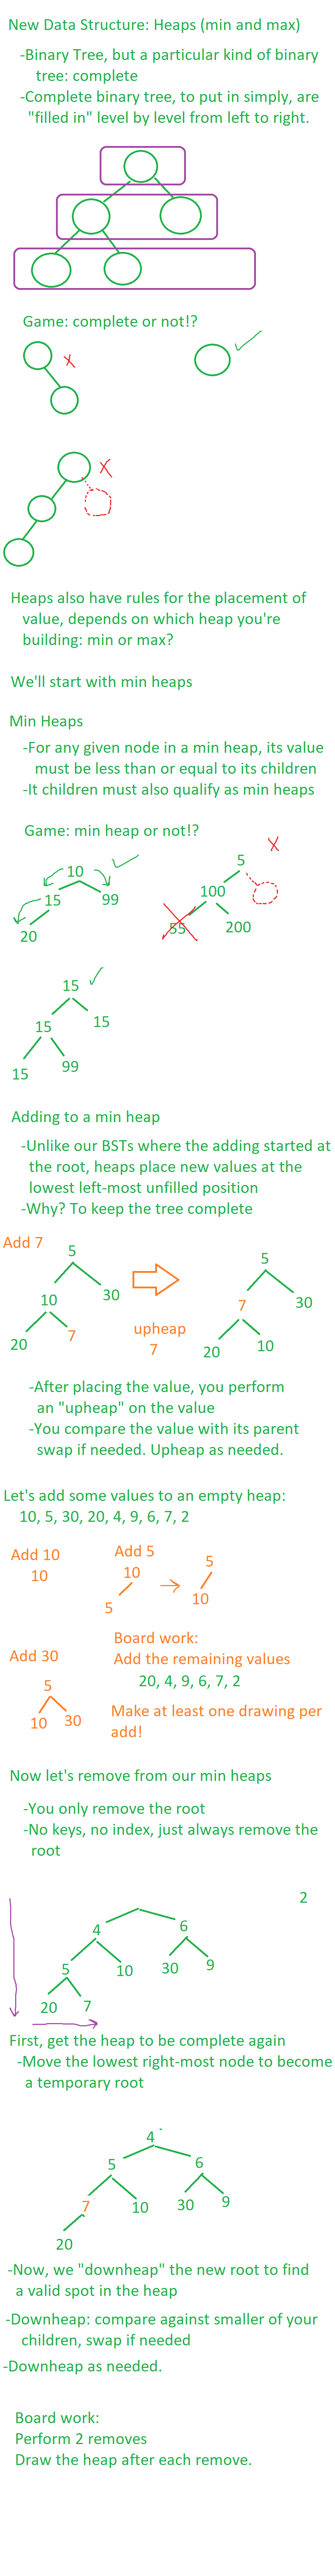 New Data Structure: Heaps (min and max)
-Binary Tree, but a particular kind of binary
tree: complete
-Complete binary tree, to put in simply, are
"filled in" level by level from left to right.
Game: complete or not!?
x
X
Heaps also have rules for the placement of
value, depends on which heap you're
building: min or max?
We'll start with min heaps
Min Heaps
-For any given node in a min heap, its value
must be less than or equal to its children
-It children must also qualify as min heaps
Game: min heap or not!?
X
10
5
15
99
100
20
55
200
15
15
15
15
99
Adding to a min heap
-Unlike our BSTs where the adding started at
the root, heaps place new values at the
lowest left-most unfilled position
-Why? To keep the tree complete
Add 7
5
10
30
20
7
upheap
7
5
7
30
20
10
-After placing the value, you perform
an "upheap" on the value
-You compare the value with its parent
swap if needed. Upheap as needed.
Let's add some values to an empty heap:
10, 5, 30, 20, 4, 9, 6, 7, 2
Add 10
10
Add 5
10
5
5
10
Add 30
5
10
30
Board work:
Add the remaining values
20, 4, 9, 6, 7, 2
Make at least one drawing per
add!
Now let's remove from our min heaps
-You only remove the root
-No keys, no index, just always remove the
root
2
4
6
5
10
30
9
20
7
First, get the heap to be complete again
-Move the lowest right-most node to become
a temporary root
4
5
6
7
10
30
9
20
-Now, we "downheap" the new root to find
a valid spot in the heap
-Downheap: compare against smaller of your
children, swap if needed
-Downheap as needed.
Board work:
Perform 2 removes
Draw the heap after each remove.